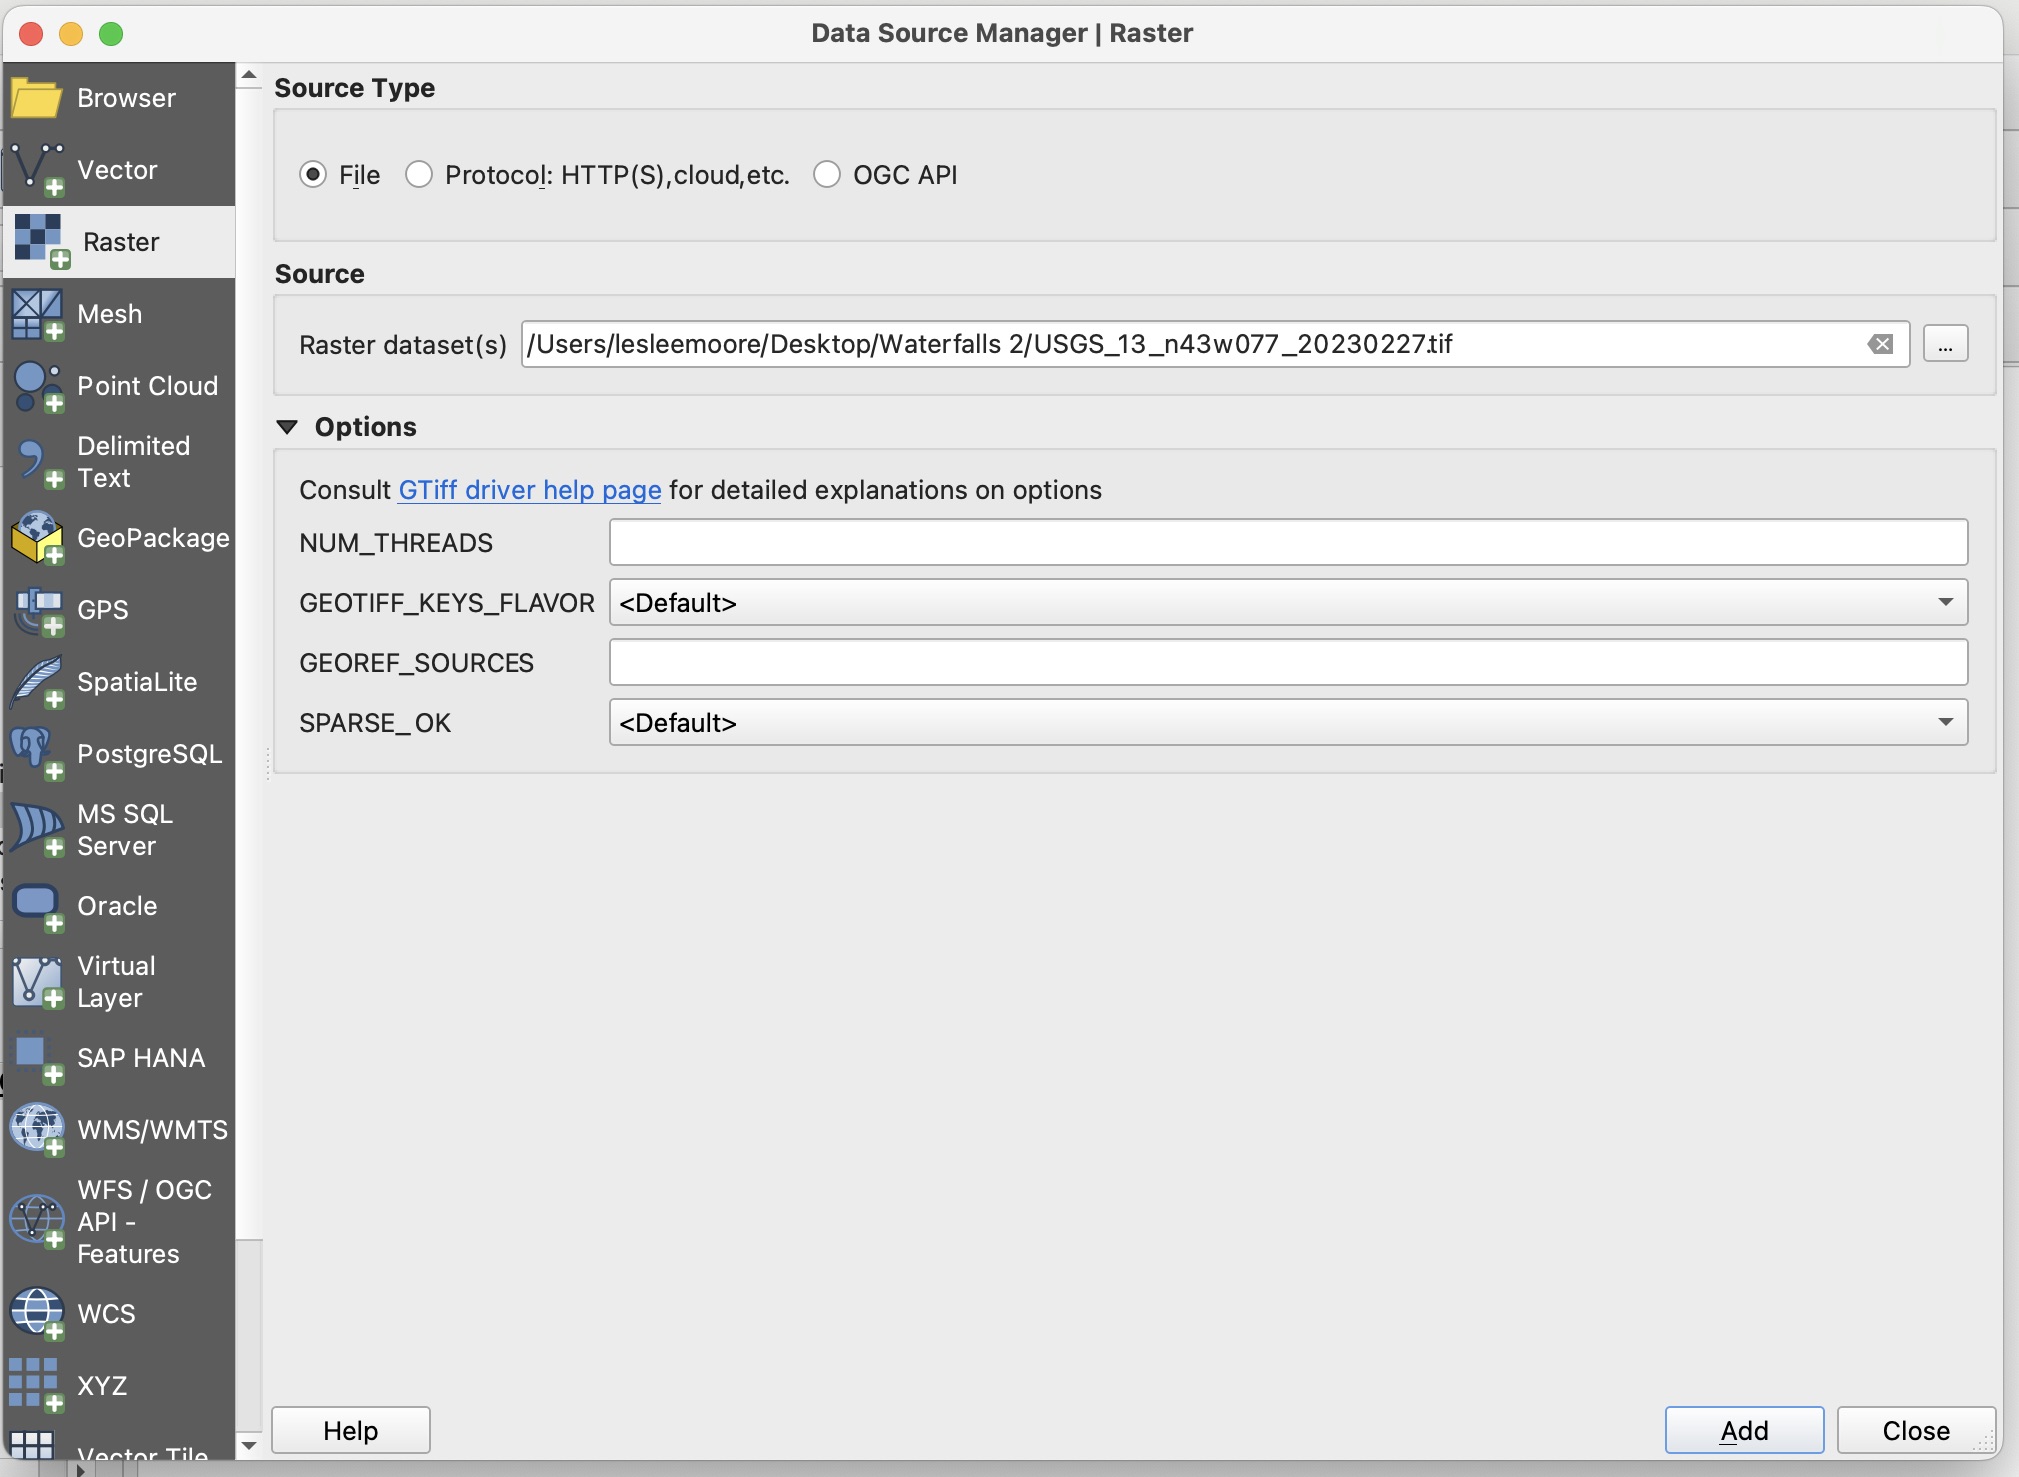 Data Source Manager | Raster
Browser
Vector
Raster
Mesh
Point Cloud
Delimited
Text
GeoPackage
GPS
SpatiaLite
PostgreSQL
MS SQL
Server
Oracle
Virtual
Layer
SAP HANA
WMS/WMTS
WFS / OGC
API -
Features
WCS
XYZ
Vector Tile
Source Type
File Protocol: HTTP(S),cloud,etc. OGC API
Source
Raster dataset(s) /Users/lesleemoore/Desktop/Waterfalls 2/USGS_13_n43w077_20230227.tif ...
Options
Consult GTiff driver help page for detailed explanations on options
NUM_THREADS
GEOTIFF_KEYS_FLAVOR <Default>
GEOREF_SOURCES
SPARSE_OK <Default>
Help Add Close